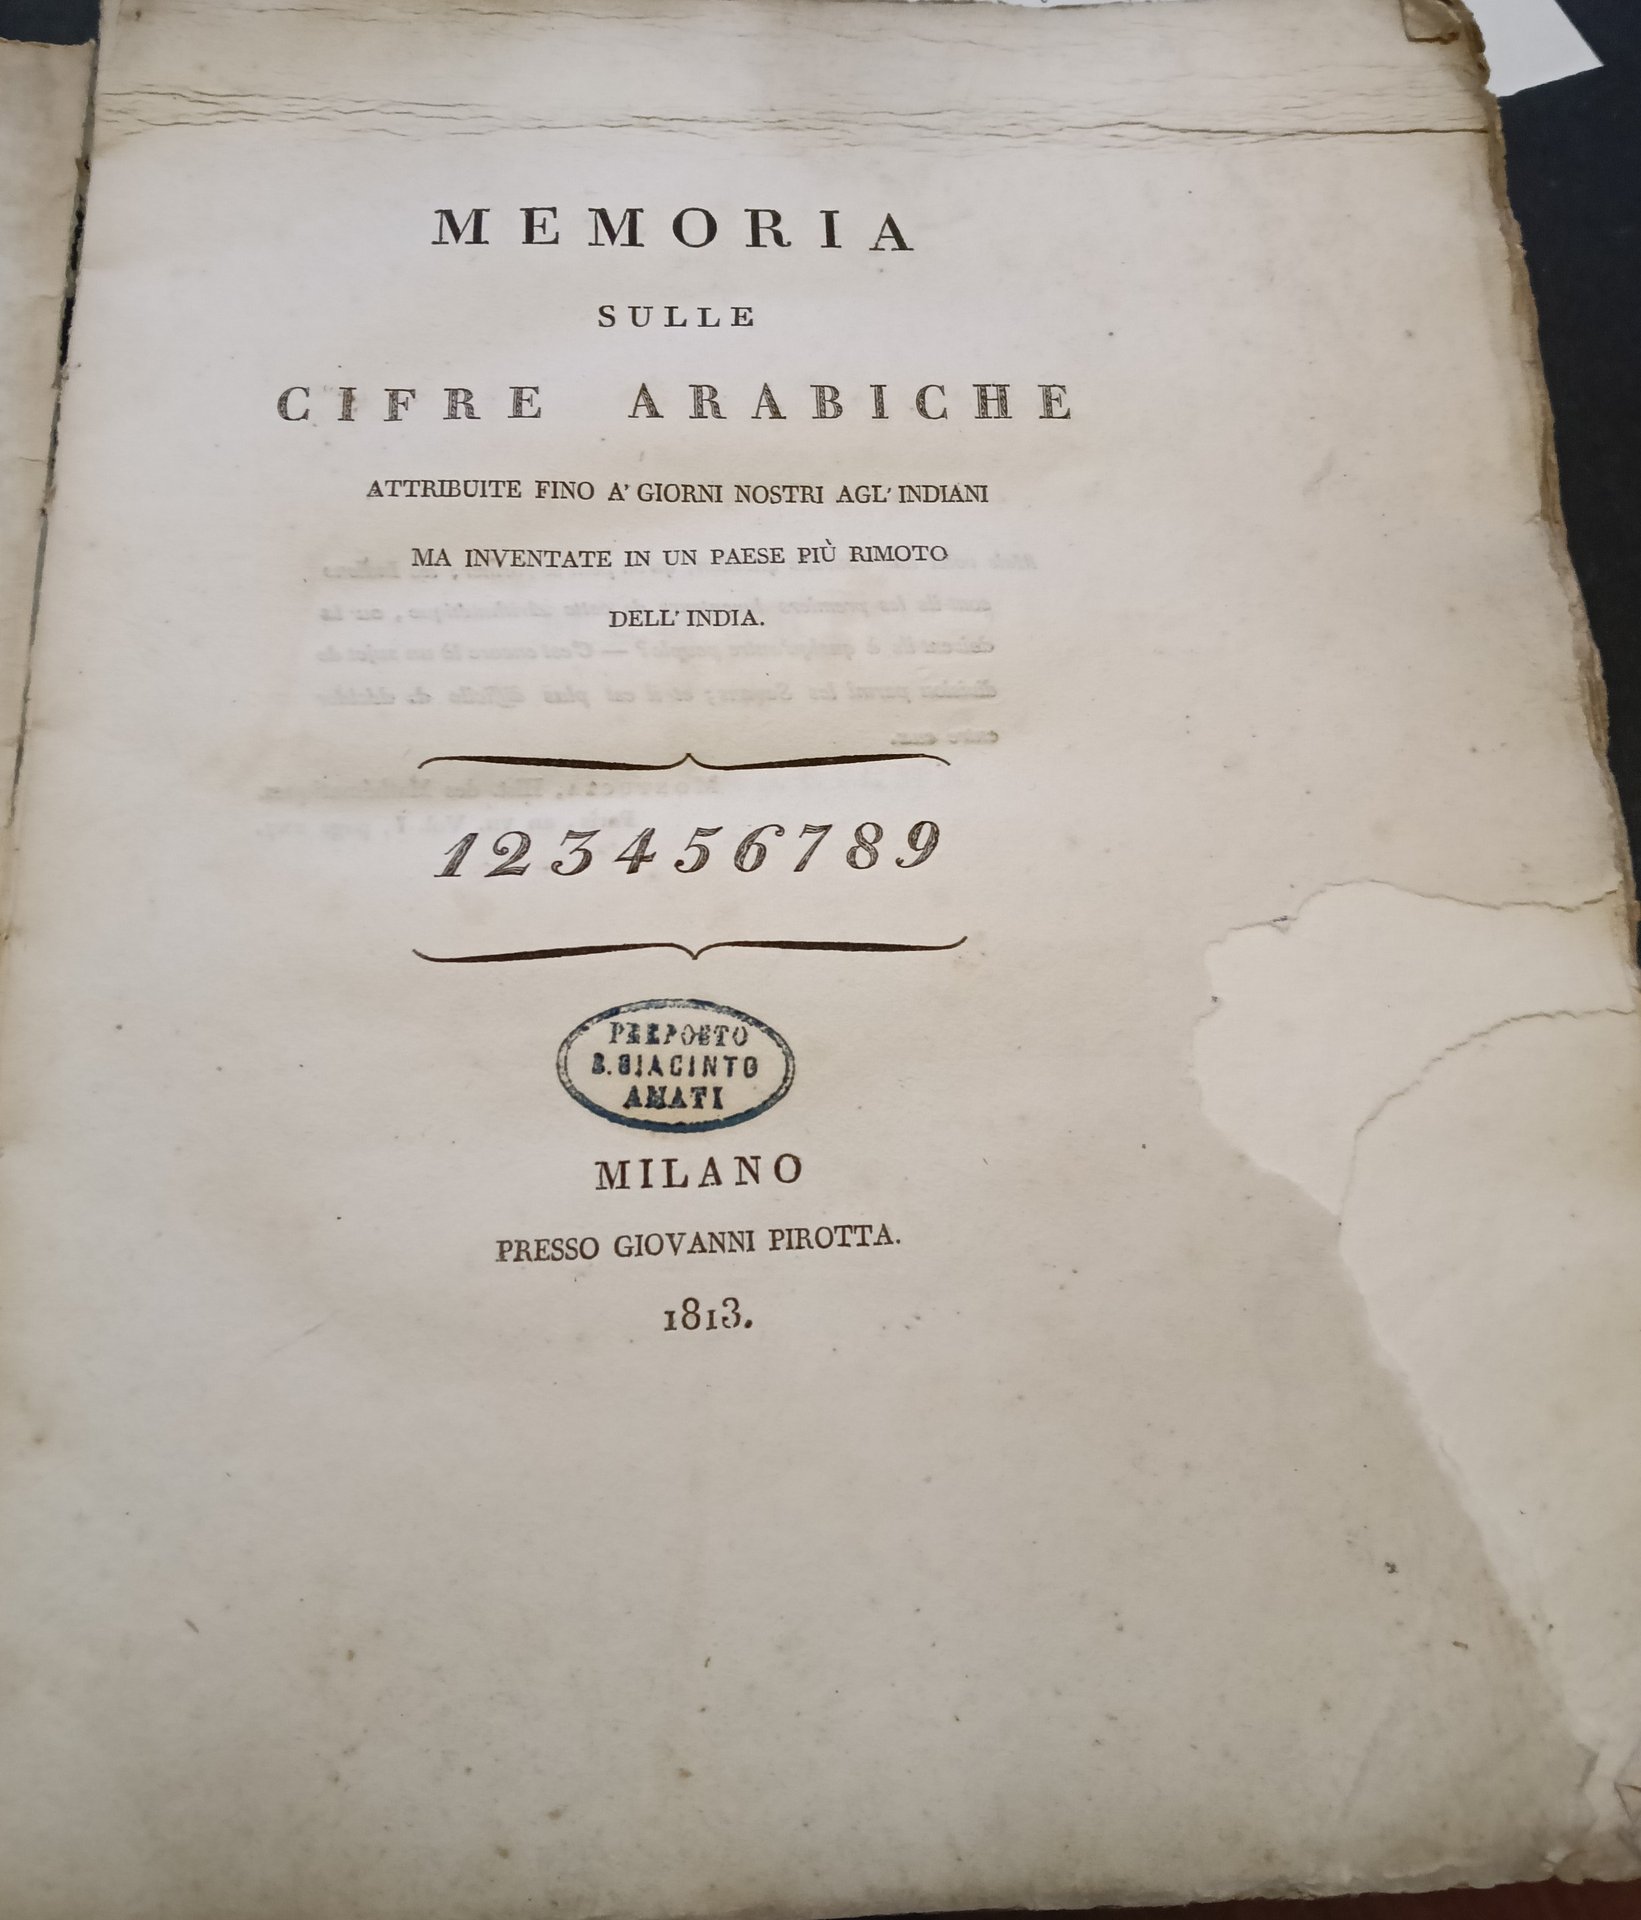 MEMORIA
SULLE
CIFRE ARABICHE
ATTRIBUITE FINO A' GIORNI NOSTRI AGL' INDIANI
MA INVENTATE IN UN PAESE PIÙ RIMOTO
DELL' INDIA.
123456789
PREPOSTO
S. GIACINTO
AMATI
MILANO
PRESSO GIOVANNI PIROTTA.
1813.